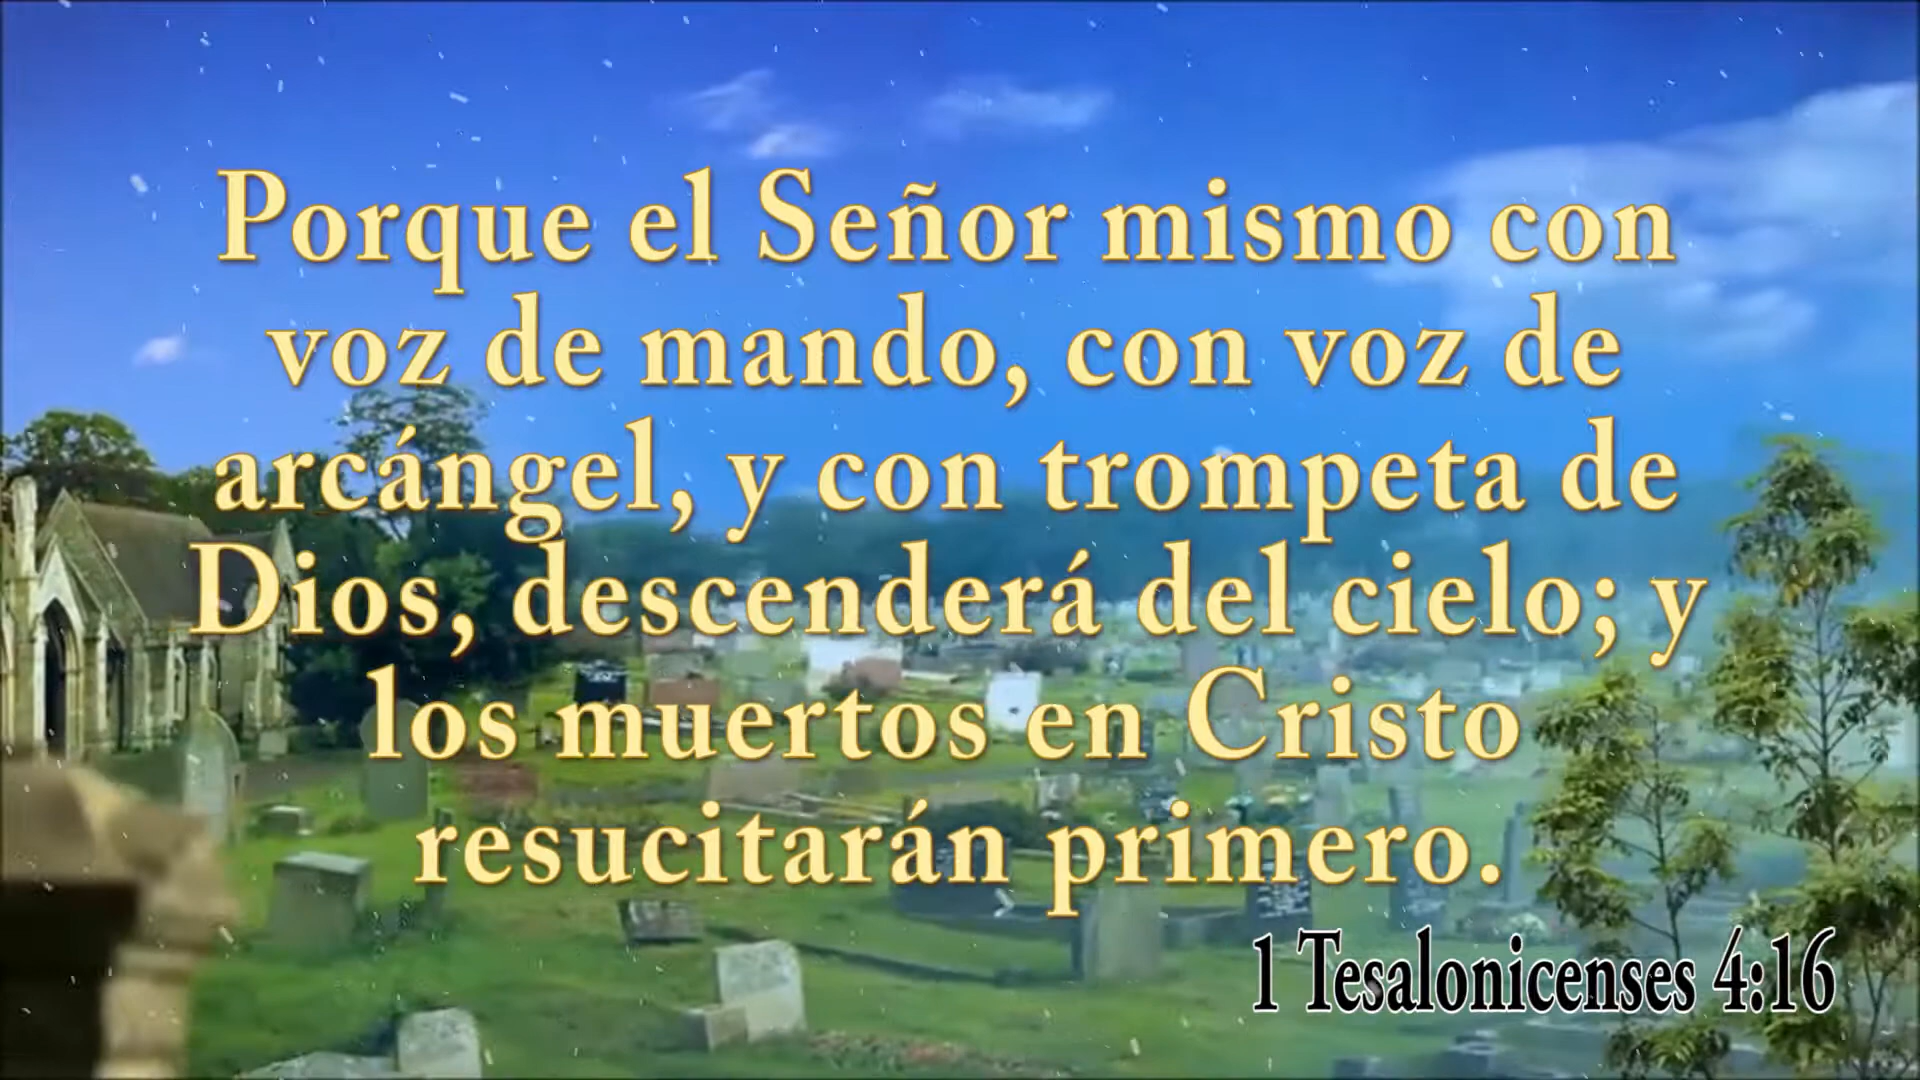 Porque el Señor mismo con
voz de mando, con voz de
arcángel, y con trompeta de
Dios, descenderá del cielo; y
los muertos en Cristo
resucitarán primero.
1 Tesalonicenses 4:16